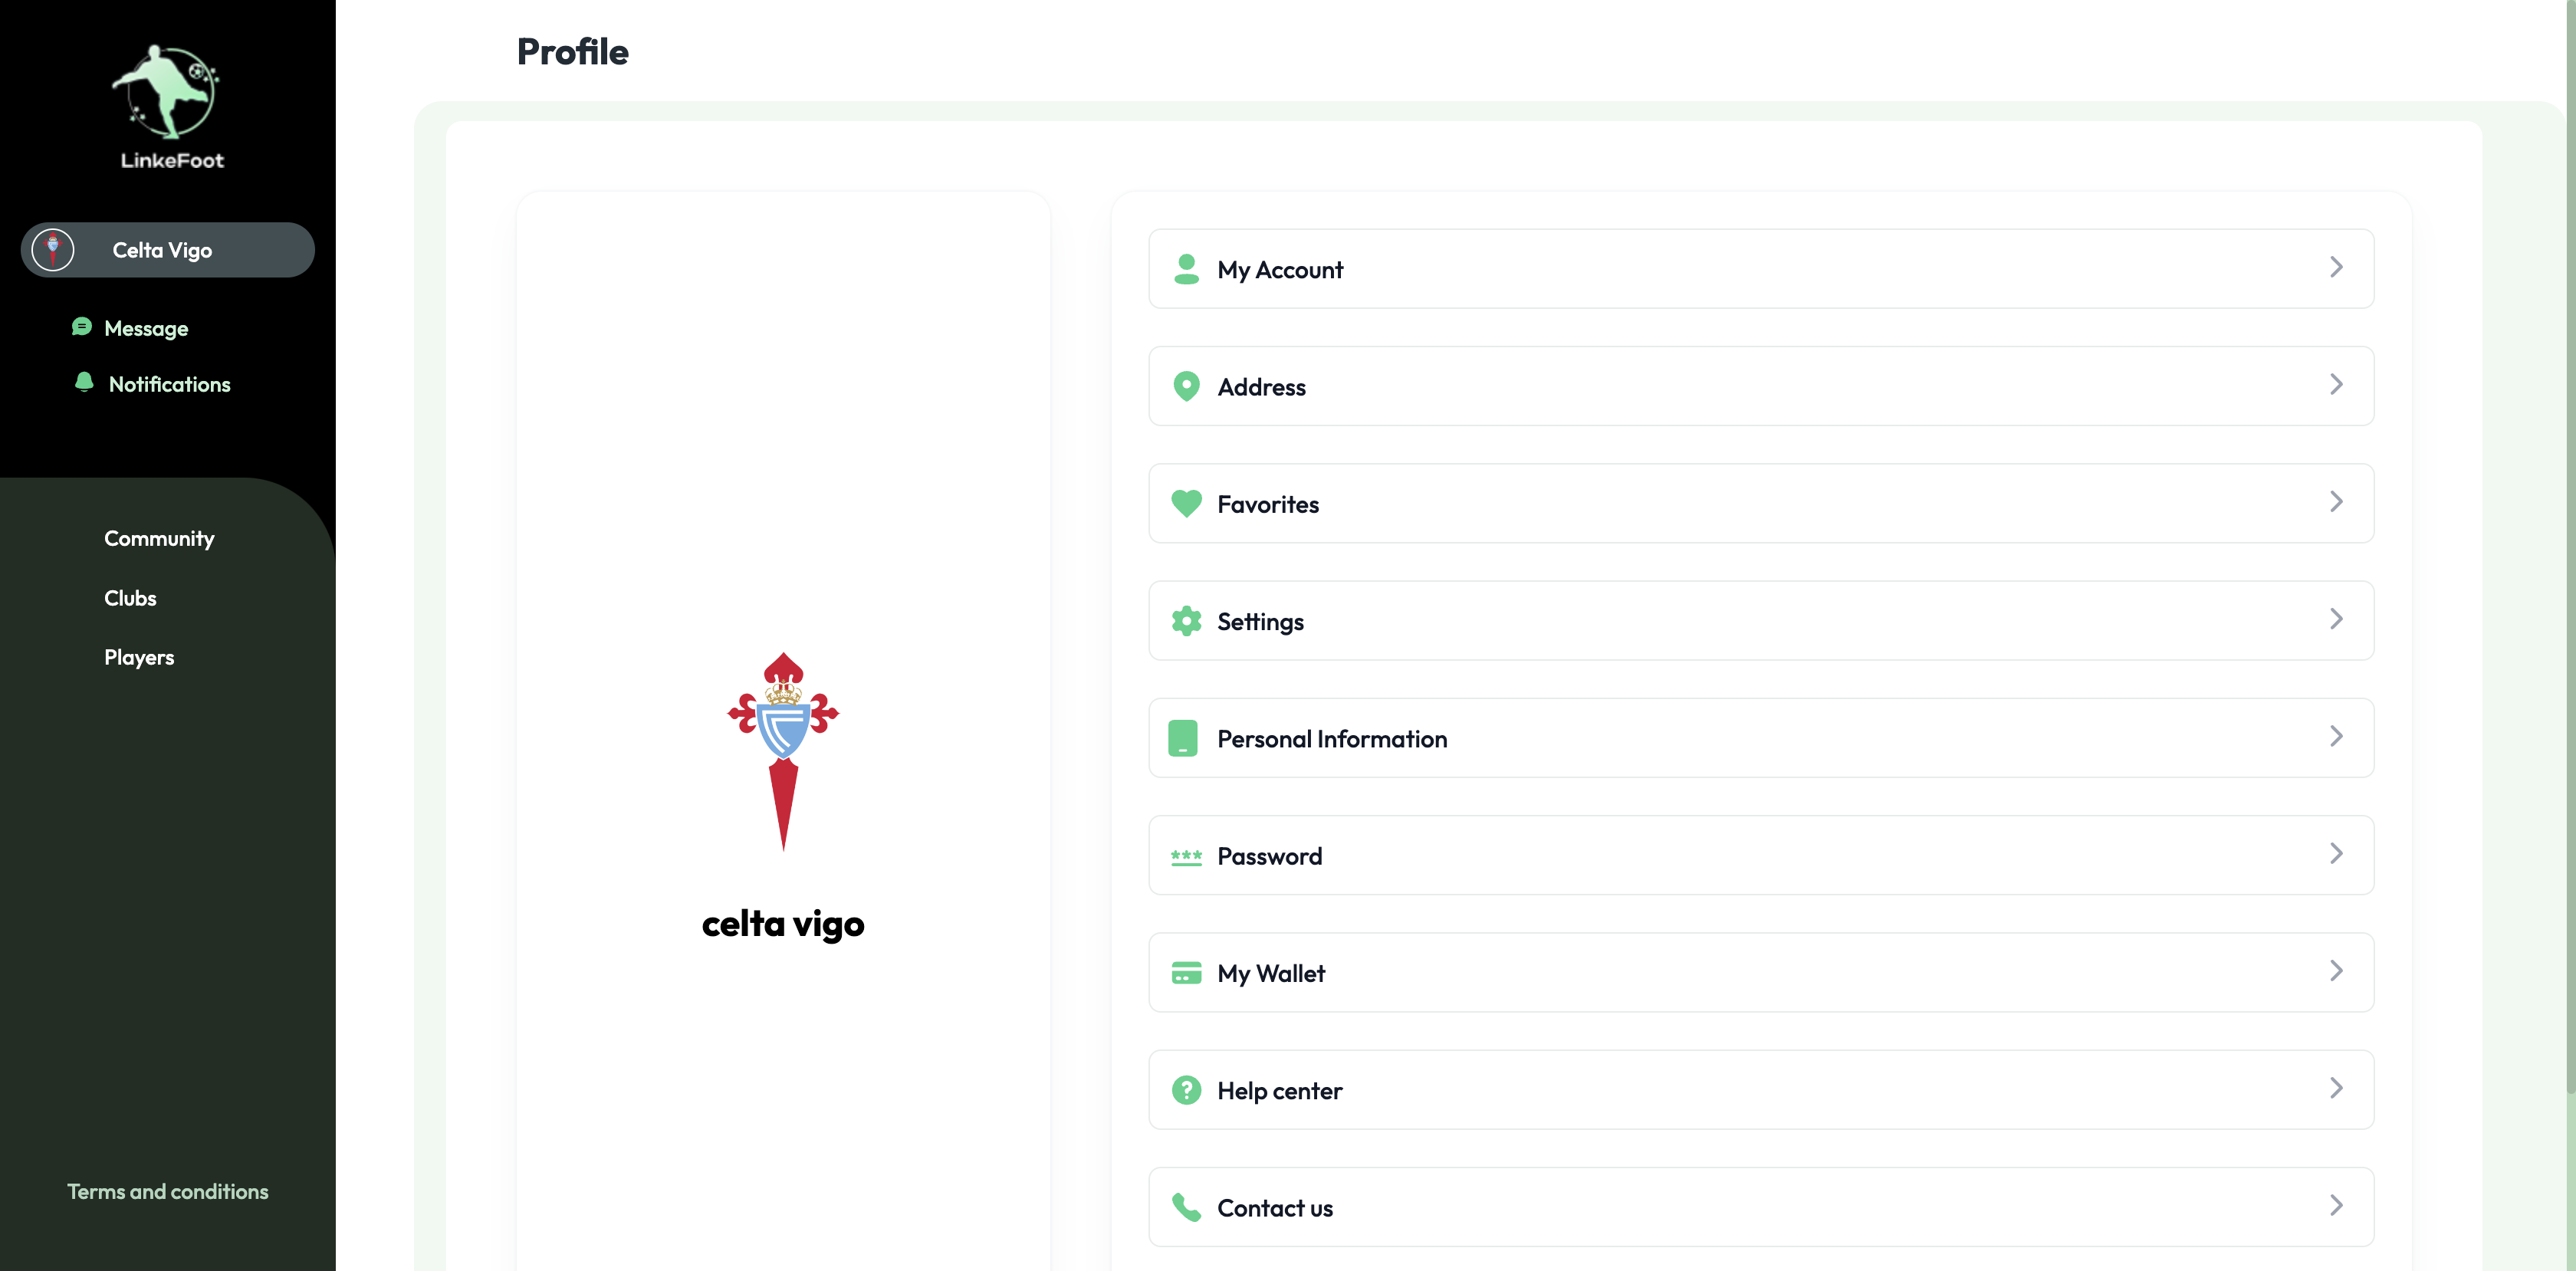 LinkeFoot
Celta Vigo
Message
Notifications
Community
Clubs
Players
Terms and conditions
Profile
celta vigo
My Account
Address
Favorites
Settings
Personal Information
Password
My Wallet
Help center
Contact us